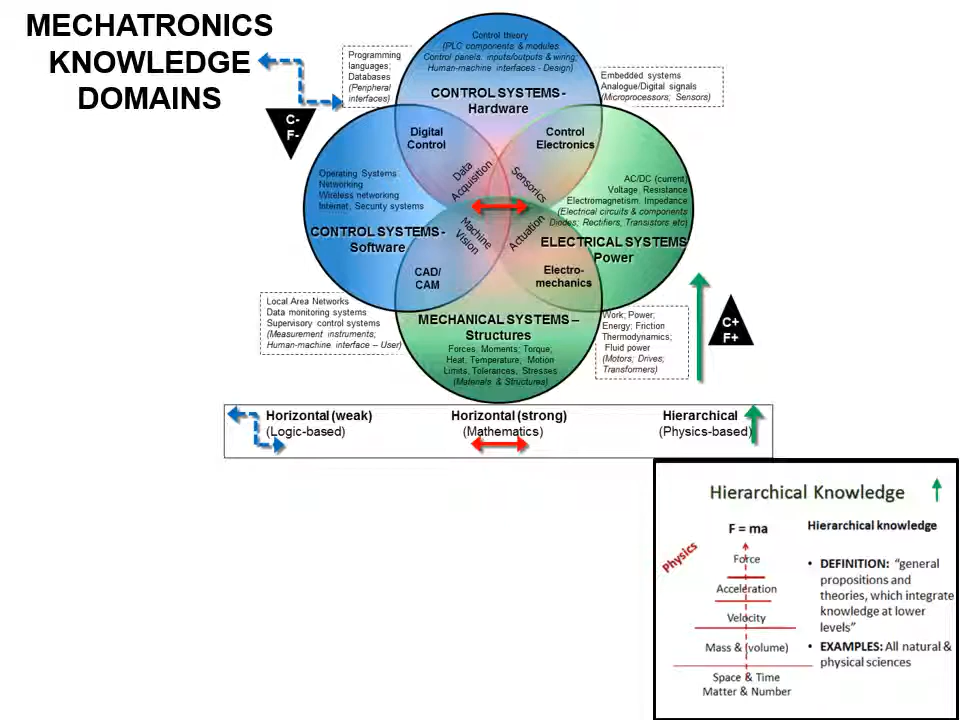 MECHATRONICS
KNOWLEDGE
DOMAINS
C-
F-
Programming
languages;
Databases
(Peripheral
interfaces)
Control theory
(PLC components & modules
Control panels. inputs/outputs & wiring;
Human-machine interfaces - Design)
CONTROL SYSTEMS-
Hardware
Embedded systems
Analogue/Digital signals
(Microprocessors; Sensors)
Digital
Control
Control
Electronics
Data
Acquisition
Sensorics
Operating Systems
Networking
Wireless networking
Internet, Security systems
CONTROL SYSTEMS-
Software
AC/DC (current)
Voltage, Resistance
Electromagnetism. Impedance
(Electrical circuits & components
Diodes; Rectifiers, Transistors etc)
ELECTRICAL SYSTEMS
Power
Machine
Vision
Actuation
CAD/
CAM
Electro-
mechanics
Local Area Networks
Data monitoring systems
Supervisory control systems
(Measurement instruments;
Human-machine interface – User)
MECHANICAL SYSTEMS –
Structures
Forces, Moments; Torque;
Heat, Temperature, Motion
Limits, Tolerances, Stresses
(Materials & Structures)
Work; Power;
Energy; Friction
Thermodynamics;
Fluid power
(Motors; Drives;
Transformers)
C+
F+
Horizontal (weak)
(Logic-based)
Horizontal (strong)
(Mathematics)
Hierarchical
(Physics-based)
Hierarchical Knowledge
Physics
F = ma
Force
Acceleration
Velocity
Mass & (volume)
Space & Time
Matter & Number
Hierarchical knowledge
• DEFINITION: "general
propositions and
theories, which integrate
knowledge at lower
levels"
• EXAMPLES: All natural &
physical sciences